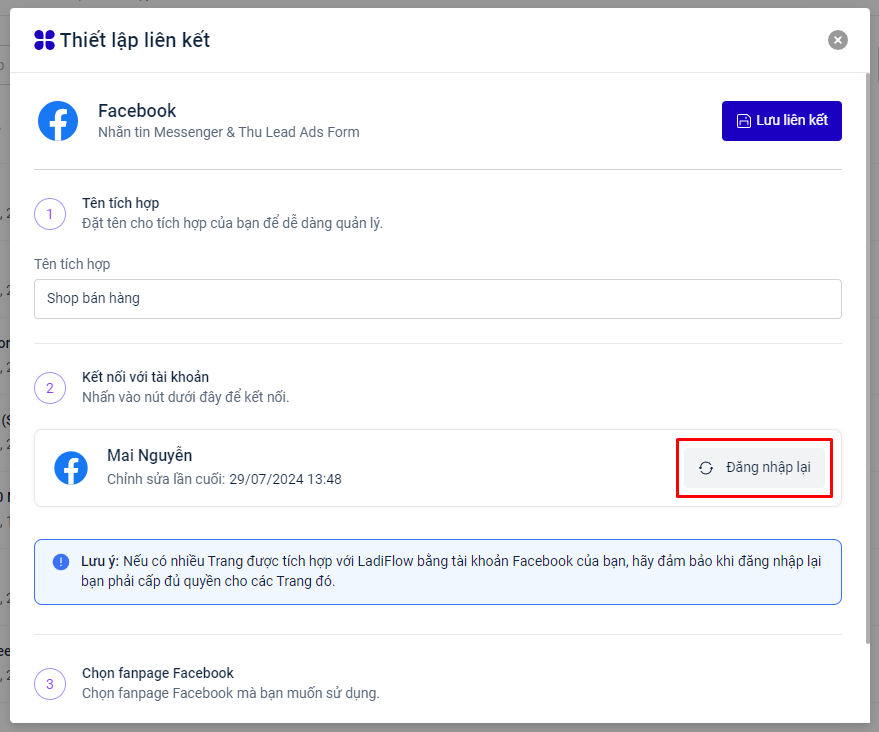 Thiết lập liên kết
Facebook
Nhắn tin Messenger & Thu Lead Ads Form
Lưu liên kết
1
Tên tích hợp
Đặt tên cho tích hợp của bạn để dễ dàng quản lý.
Tên tích hợp
Shop bán hàng
2
Kết nối với tài khoản
Nhấn vào nút dưới đây để kết nối.
Mai Nguyễn
Chỉnh sửa lần cuối: 29/07/2024 13:48
Đăng nhập lại
Lưu ý: Nếu có nhiều Trang được tích hợp với LadiFlow bằng tài khoản Facebook của bạn, hãy đảm bảo khi đăng nhập lại
bạn phải cấp đủ quyền cho các Trang đó.
3
Chọn fanpage Facebook
Chọn fanpage Facebook mà bạn muốn sử dụng.